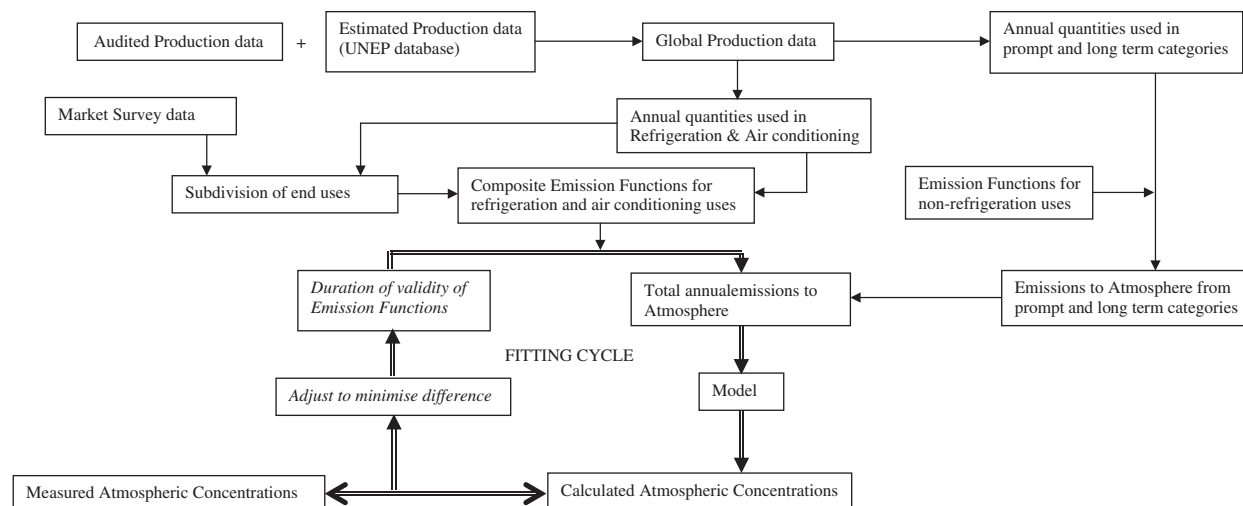 Audited Production data
+
Estimated Production data
(UNEP database)
Global Production data
Annual quantities used in
prompt and long term categories
Market Survey data
Annual quantities used in
Refrigeration & Air conditioning
Subdivision of end uses
Composite Emission Functions for
refrigeration and air conditioning uses
Emission Functions for
non-refrigeration uses
Duration of validity of
Emission Functions
Total annualemissions to
Atmosphere
Emissions to Atmosphere from
prompt and long term categories
FITTING CYCLE
Adjust to minimise difference
Model
Measured Atmospheric Concentrations
Calculated Atmospheric Concentrations